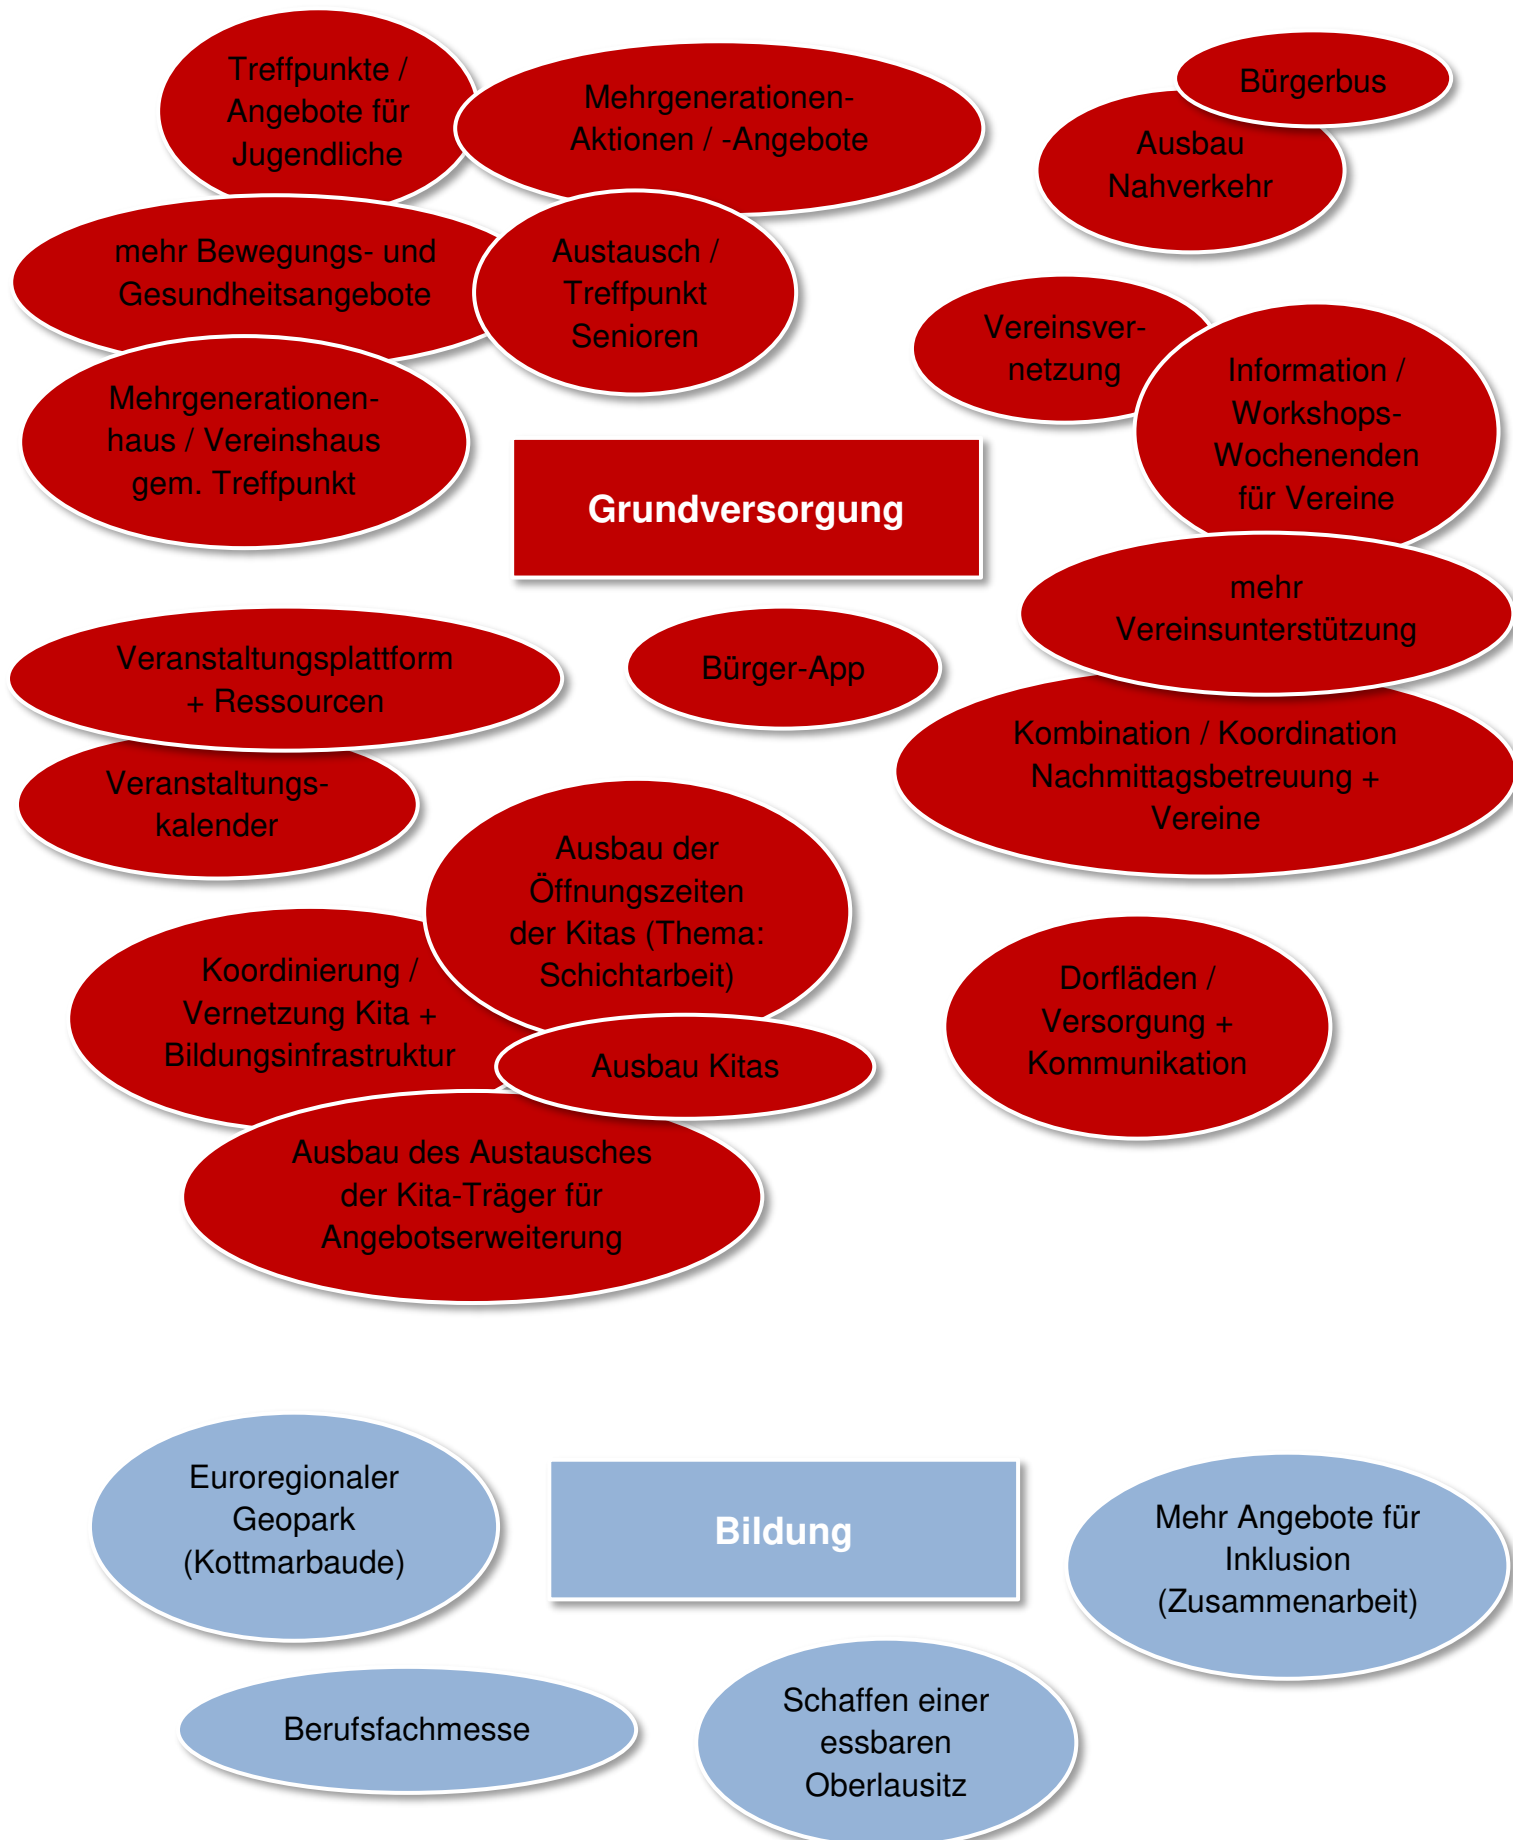 Treffpunkte /
Angebote für
Jugendliche
Mehrgenerationen-
Aktionen / -Angebote
Bürgerbus
Ausbau
Nahverkehr
mehr Bewegungs- und
Gesundheitsangebote
Austausch /
Treffpunkt
Senioren
Vereinsver-
netzung
Information /
Workshops-
Wochenenden
für Vereine
Mehrgenerationen-
haus / Vereinshaus
gem. Treffpunkt
Grundversorgung
mehr
Vereinsunterstützung
Veranstaltungsplattform
+ Ressourcen
Bürger-App
Kombination / Koordination
Nachmittagsbetreuung +
Vereine
Veranstaltungs-
kalender
Ausbau der
Öffnungszeiten
der Kitas (Thema:
Schichtarbeit)
Koordinierung /
Vernetzung Kita +
Bildungsinfrastruktur
Dorfläden /
Versorgung +
Kommunikation
Ausbau Kitas
Ausbau des Austausches
der Kita-Träger für
Angebotserweiterung
Euroregionaler
Geopark
(Kottmarbaude)
Bildung
Mehr Angebote für
Inklusion
(Zusammenarbeit)
Berufsfachmesse
Schaffen einer
essbaren
Oberlausitz